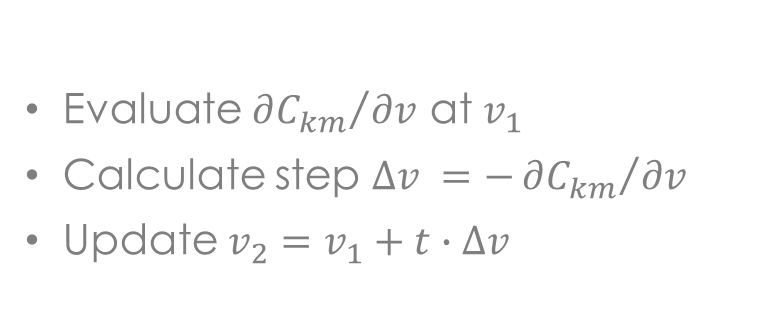 • Evaluate ∂C_km/∂v at v_1
• Calculate step Δv = − ∂C_km/∂v
• Update v_2 = v_1 + t · Δv